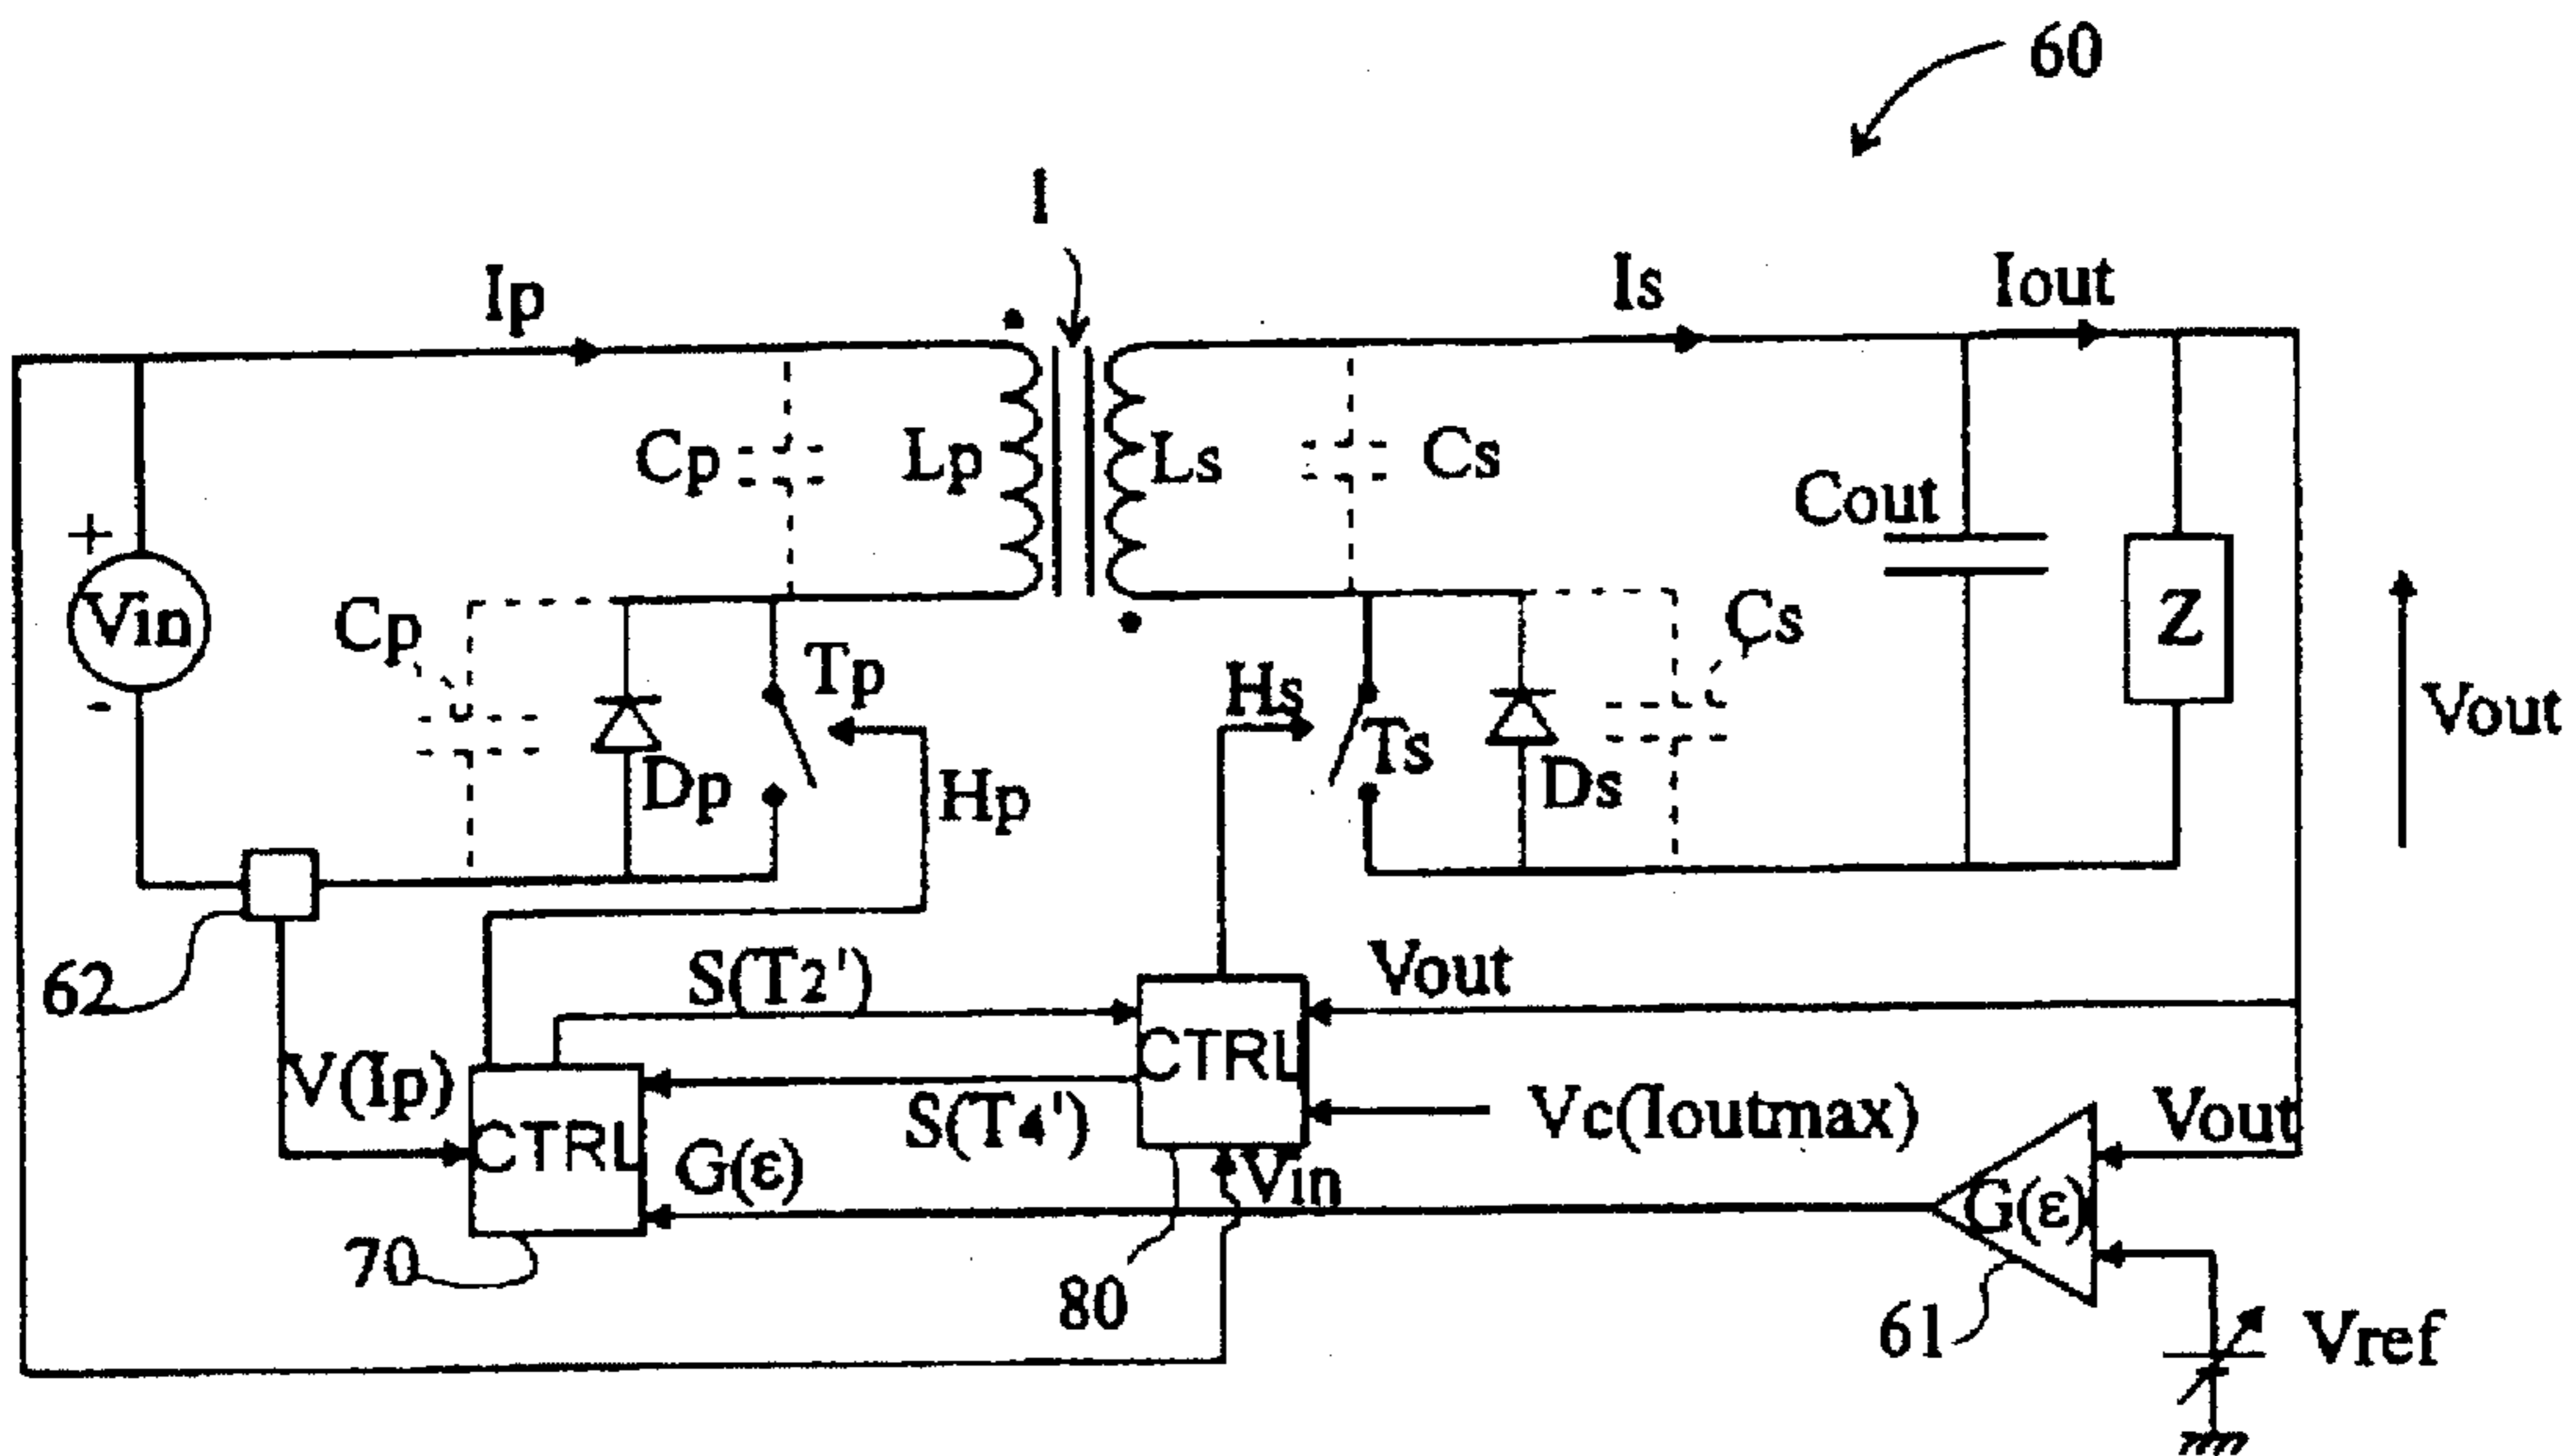 60
1
Ip
Is
Iout
Cp
Lp
Ls
Cs
Cout
+
Vin
-
Cp
Tp
Dp
Hp
Hs
Ts
Ds
Cs
Z
Vout
62
S(T2')
Vout
V(Ip)
CTRL
CTRL
S(T4')
Vc(Ioutmax)
Vout
G(ε)
Vin
G(ε)
70
80
61
Vref